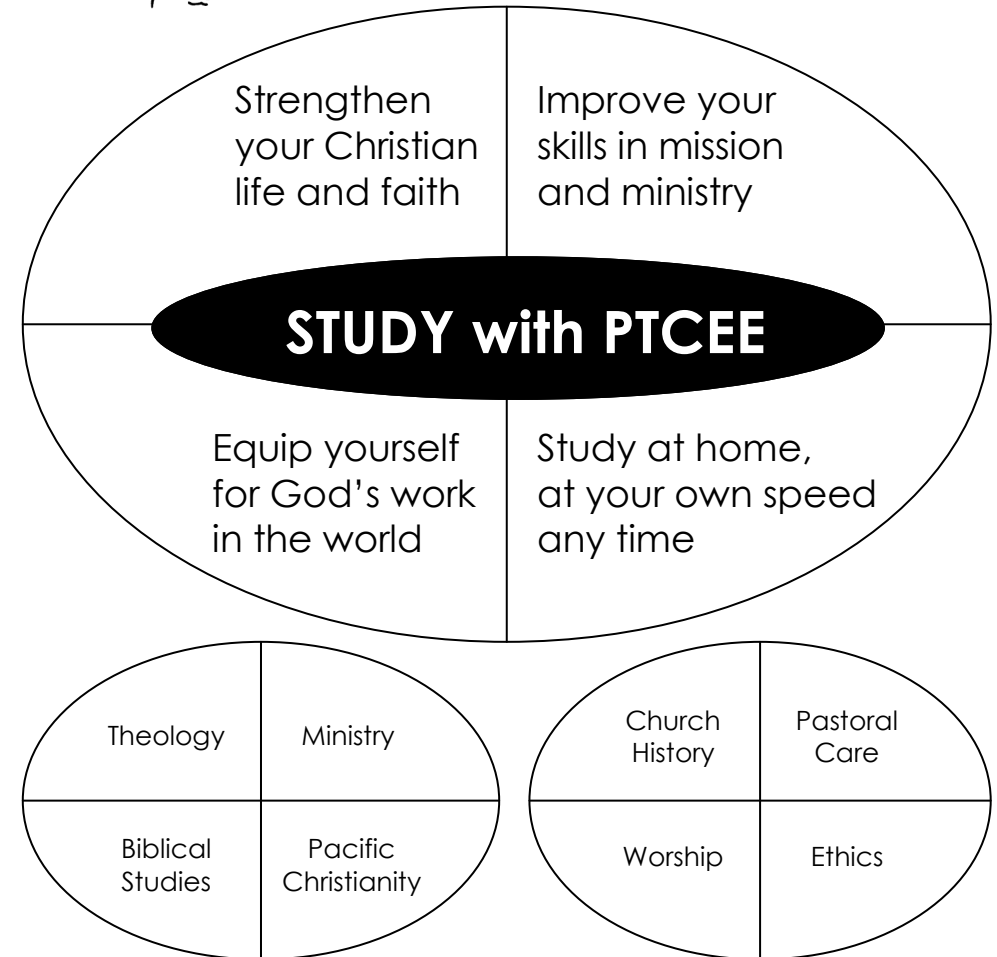 Strengthen
your Christian
life and faith
Improve your
skills in mission
and ministry
STUDY with PTCEE
Equip yourself
for God’s work
in the world
Study at home,
at your own speed
any time
Theology
Ministry
Biblical
Studies
Pacific
Christianity
Church
History
Pastoral
Care
Worship
Ethics